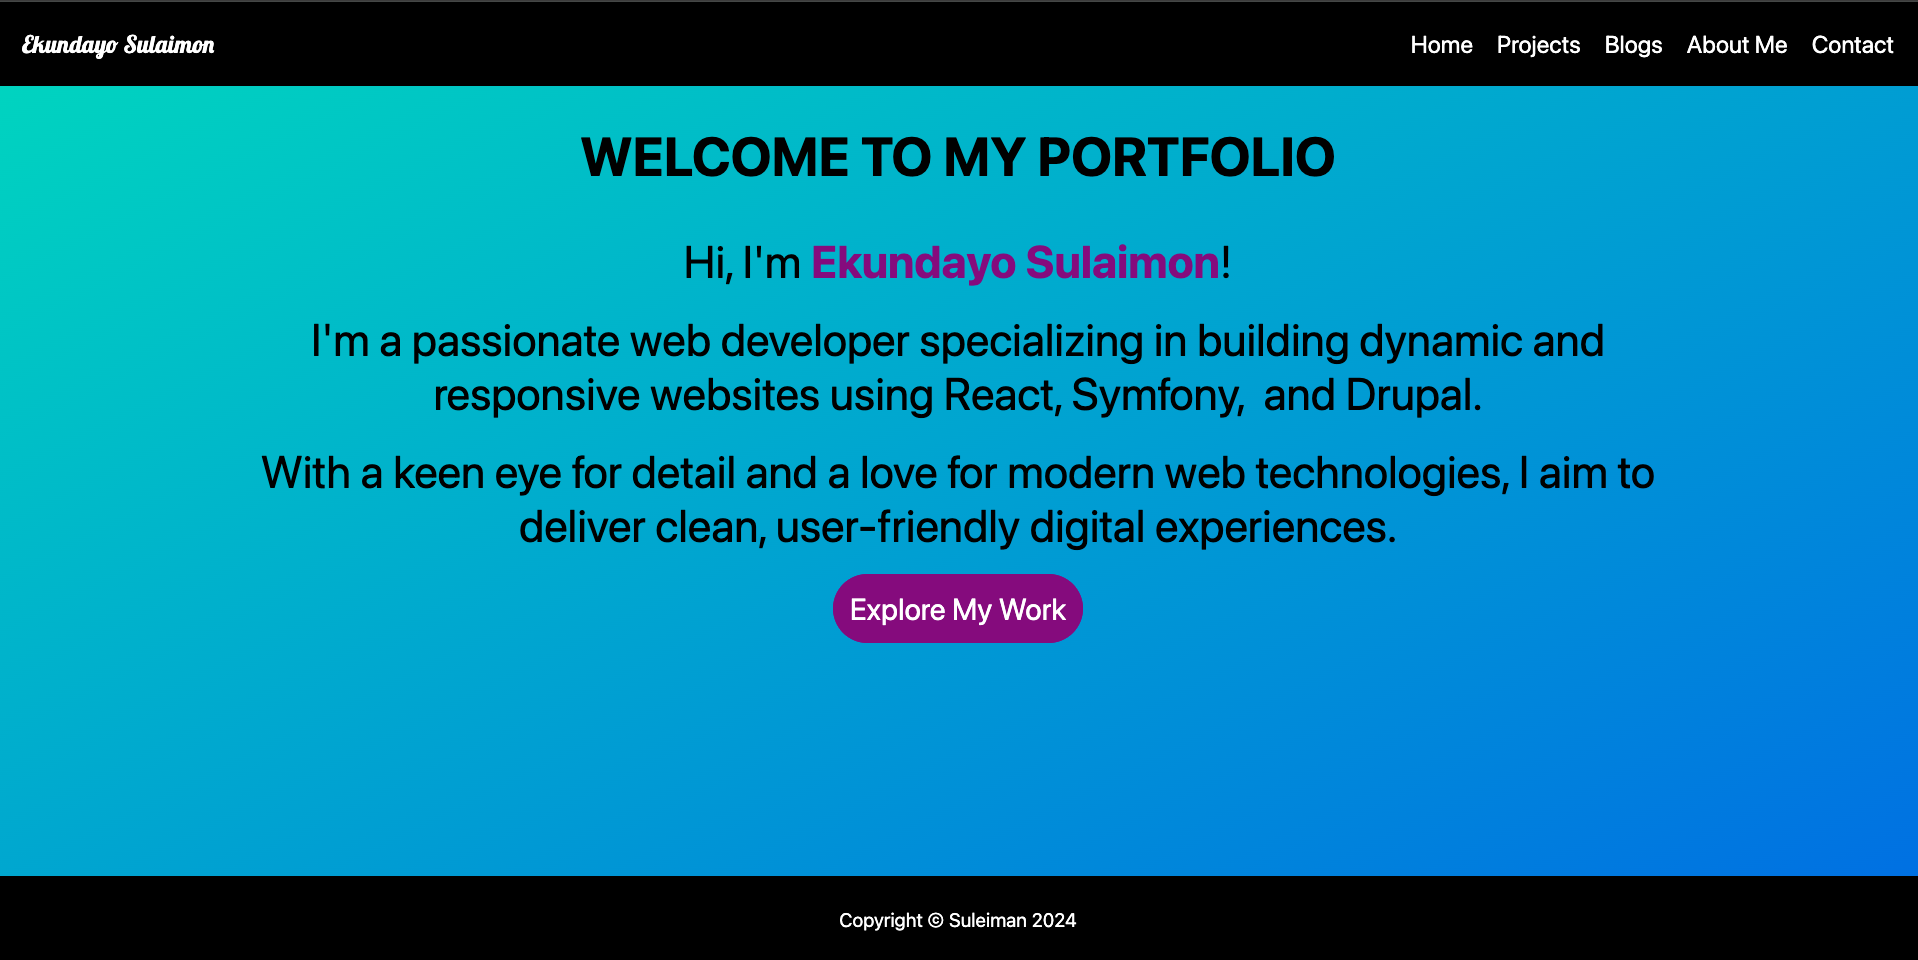 Ekundayo Sulaimon
Home Projects Blogs About Me Contact
WELCOME TO MY PORTFOLIO
Hi, I'm Ekundayo Sulaimon!
I'm a passionate web developer specializing in building dynamic and
responsive websites using React, Symfony,  and Drupal.
With a keen eye for detail and a love for modern web technologies, I aim to
deliver clean, user-friendly digital experiences.
Explore My Work
Copyright © Suleiman 2024